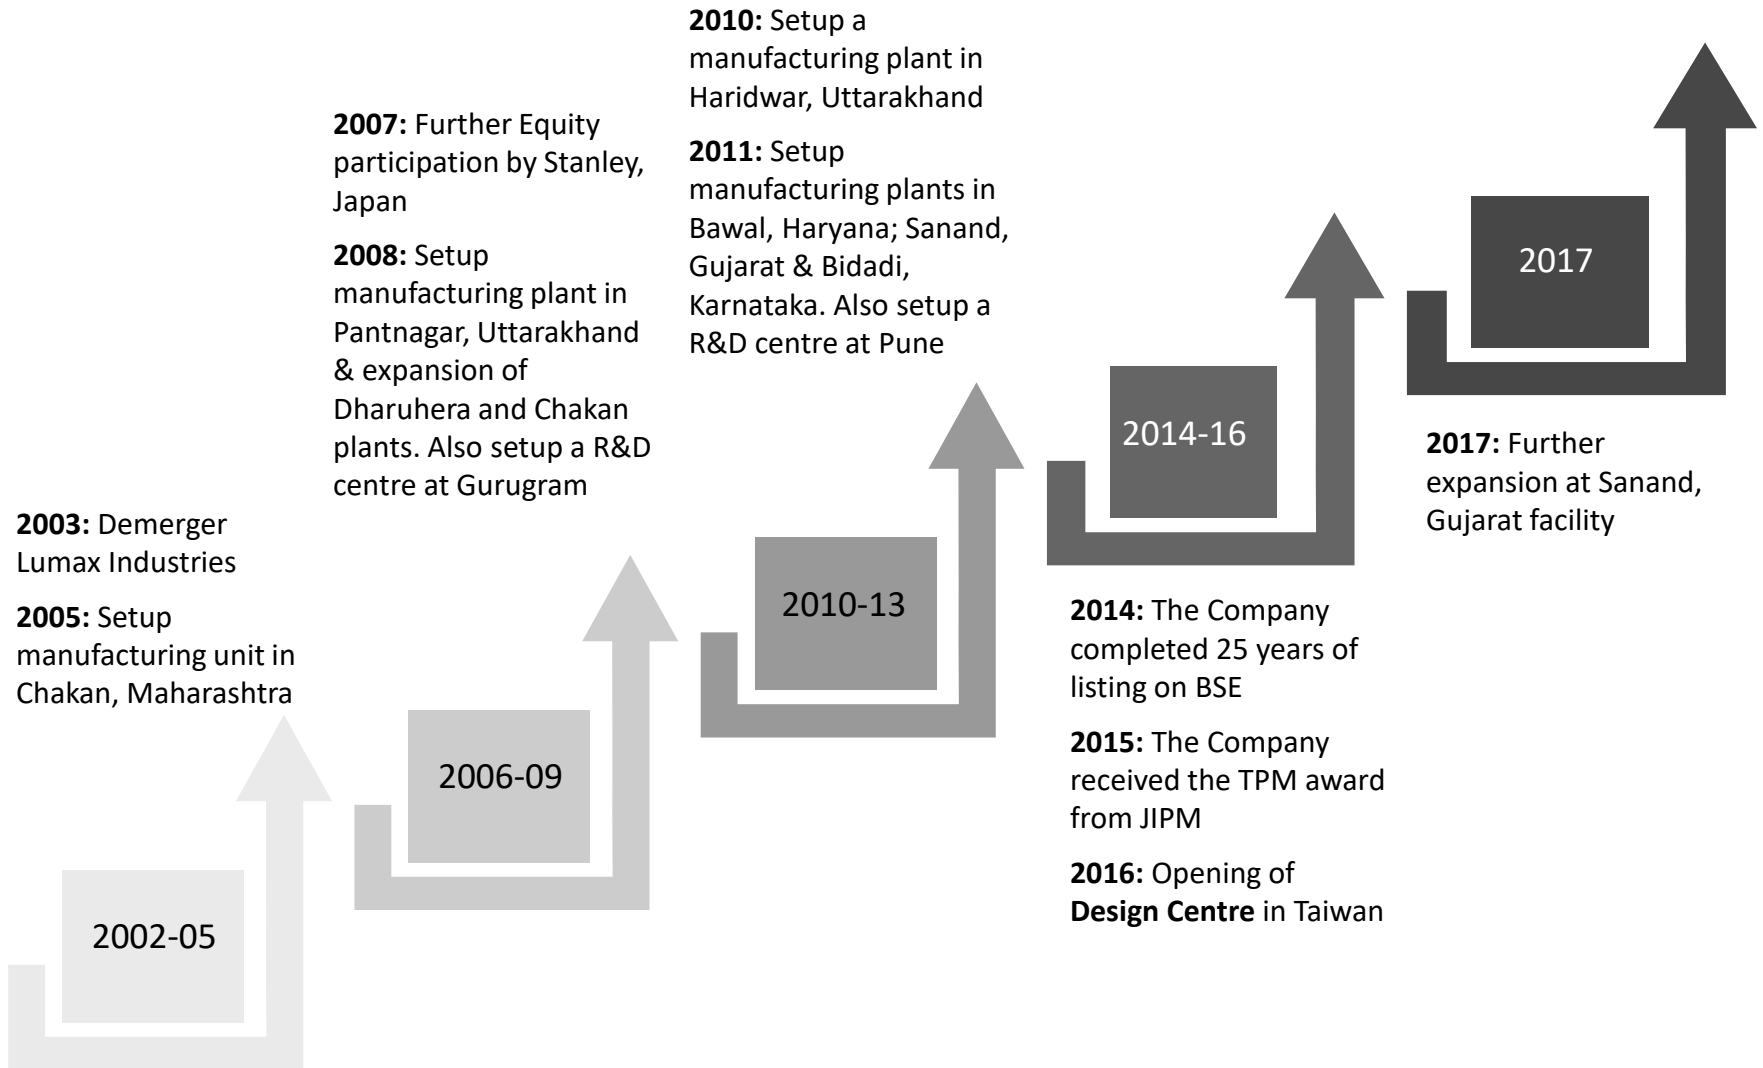 2003: Demerger
Lumax Industries
2005: Setup
manufacturing unit in
Chakan, Maharashtra
2002-05
2007: Further Equity
participation by Stanley,
Japan
2008: Setup
manufacturing plant in
Pantnagar, Uttarakhand
& expansion of
Dharuhera and Chakan
plants. Also setup a R&D
centre at Gurugram
2006-09
2010: Setup a
manufacturing plant in
Haridwar, Uttarakhand
2011: Setup
manufacturing plants in
Bawal, Haryana; Sanand,
Gujarat & Bidadi,
Karnataka. Also setup a
R&D centre at Pune
2010-13
2014-16
2014: The Company
completed 25 years of
listing on BSE
2015: The Company
received the TPM award
from JIPM
2016: Opening of
Design Centre in Taiwan
2017
2017: Further
expansion at Sanand,
Gujarat facility